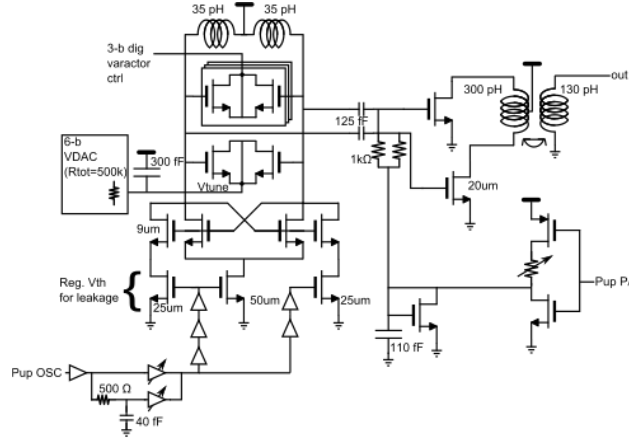 35 pH
35 pH
3-b dig
varactor
ctrl
300 pH
130 pH
out
125 fF
6-b
VDAC
(Rtot=500k)
300 fF
1kΩ
Vtune
20um
9um
Reg. Vth
for leakage
{
25um
50um
25um
Pup P
110 fF
Pup OSC
500 Ω
40 fF